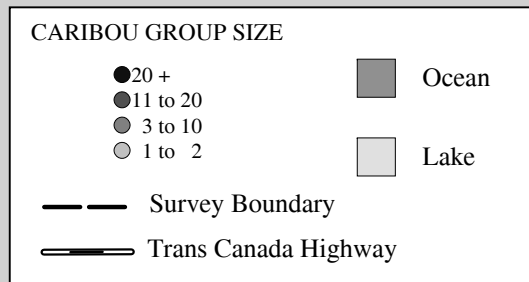 CARIBOU GROUP SIZE
20 +
11 to 20
3 to 10
1 to 2
Ocean
Lake
Survey Boundary
Trans Canada Highway